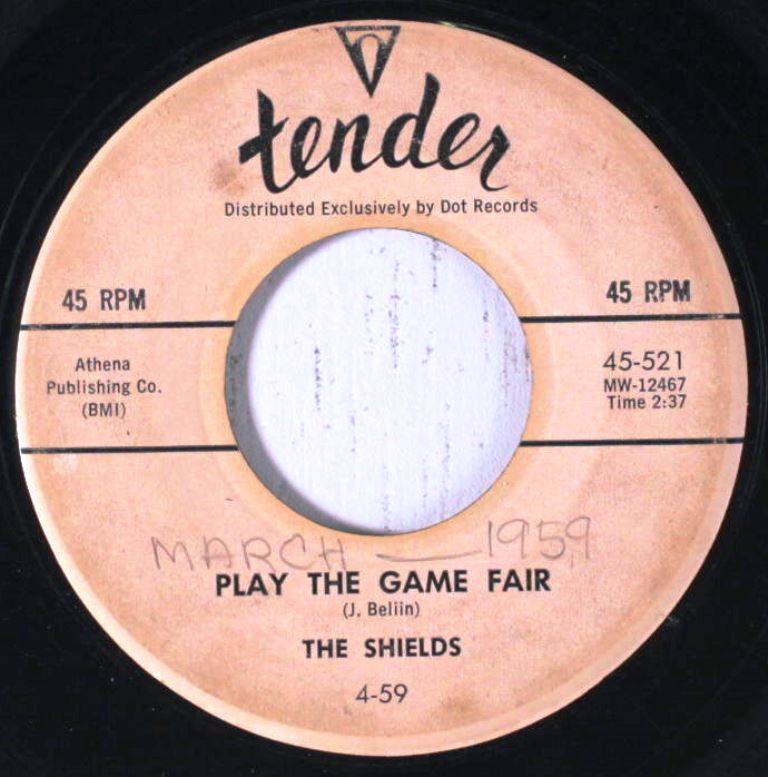 tender
Distributed Exclusively by Dot Records
45 RPM
45 RPM
Athena
Publishing Co.
(BMI)
45-521
MW-12467
Time 2:37
MARCH — 1959
PLAY THE GAME FAIR
(J. Beliin)
THE SHIELDS
4-59